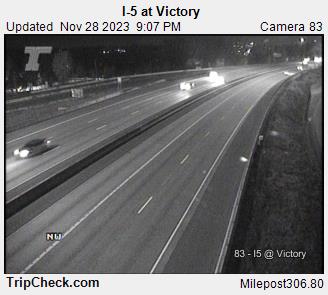 I-5 at Victory
Updated Nov 28 2023 9:07 PM Camera 83
T
NW
83 - I5 @ Victory
TripCheck.com Milepost306.80